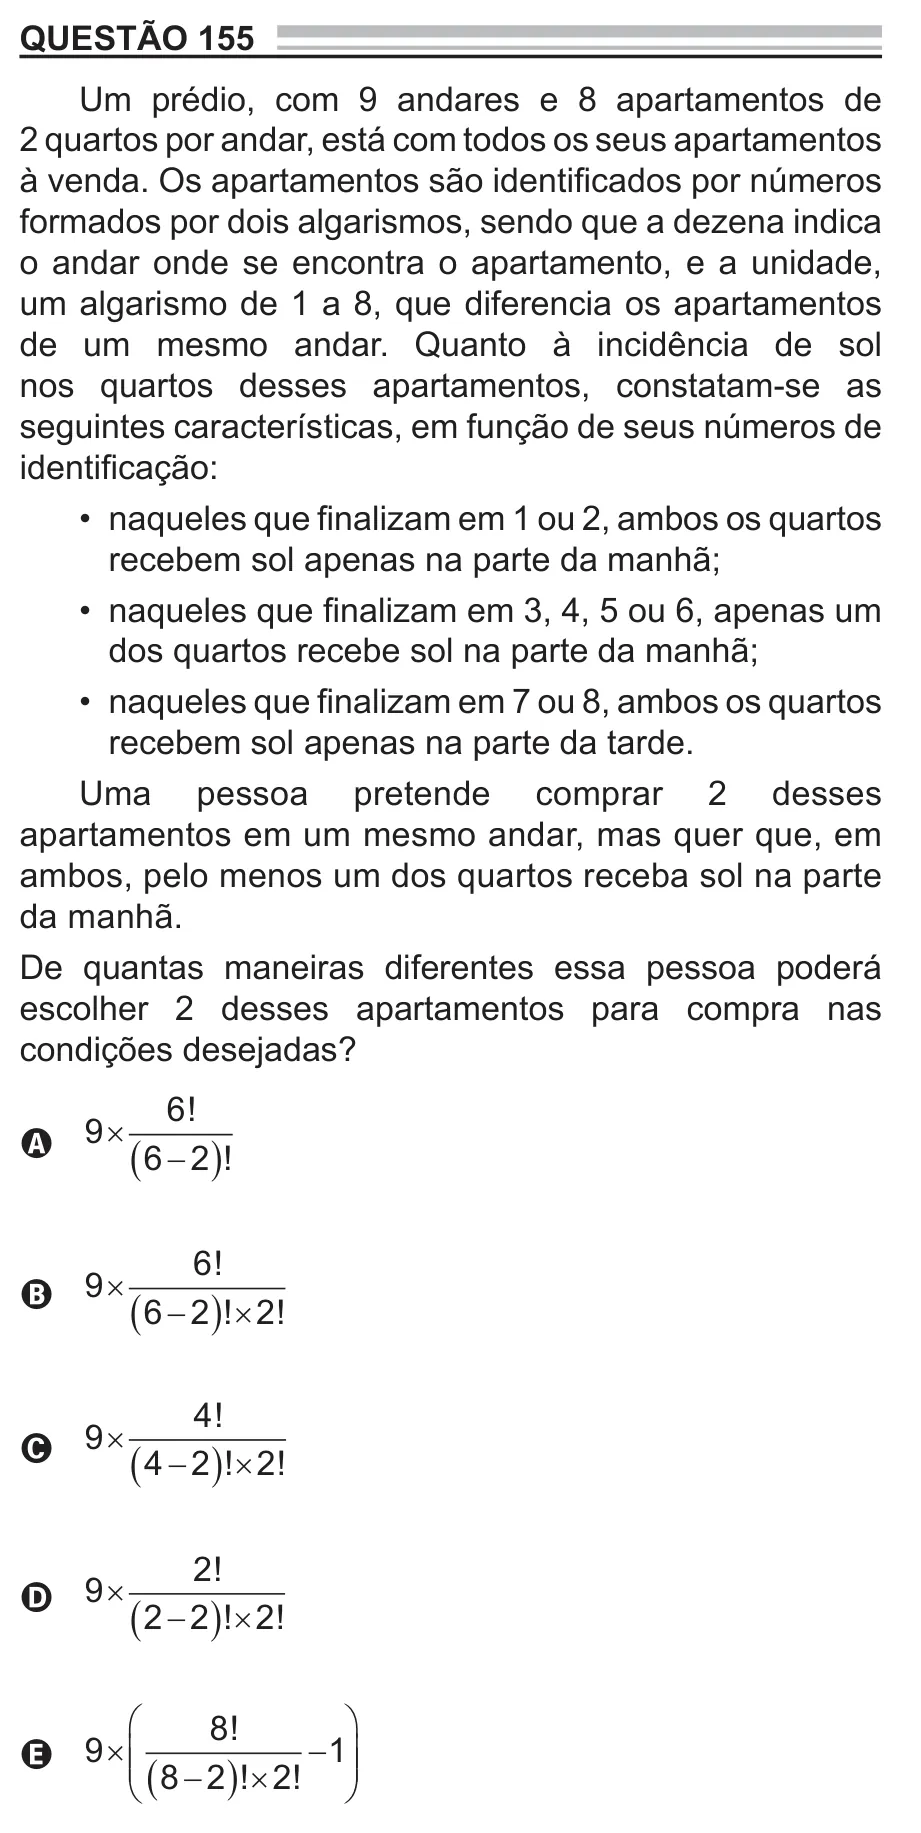 QUESTÃO 155
Um prédio, com 9 andares e 8 apartamentos de
2 quartos por andar, está com todos os seus apartamentos
à venda. Os apartamentos são identificados por números
formados por dois algarismos, sendo que a dezena indica
o andar onde se encontra o apartamento, e a unidade,
um algarismo de 1 a 8, que diferencia os apartamentos
de um mesmo andar. Quanto à incidência de sol
nos quartos desses apartamentos, constatam-se as
seguintes características, em função de seus números de
identificação:
• naqueles que finalizam em 1 ou 2, ambos os quartos
recebem sol apenas na parte da manhã;
• naqueles que finalizam em 3, 4, 5 ou 6, apenas um
dos quartos recebe sol na parte da manhã;
• naqueles que finalizam em 7 ou 8, ambos os quartos
recebem sol apenas na parte da tarde.
Uma pessoa pretende comprar 2 desses
apartamentos em um mesmo andar, mas quer que, em
ambos, pelo menos um dos quartos receba sol na parte
da manhã.
De quantas maneiras diferentes essa pessoa poderá
escolher 2 desses apartamentos para compra nas
condições desejadas?
A 9× 6! / (6−2)!
B 9× 6! / (6−2)!×2!
C 9× 4! / (4−2)!×2!
D 9× 2! / (2−2)!×2!
E 9×( 8! / (8−2)!×2! −1)